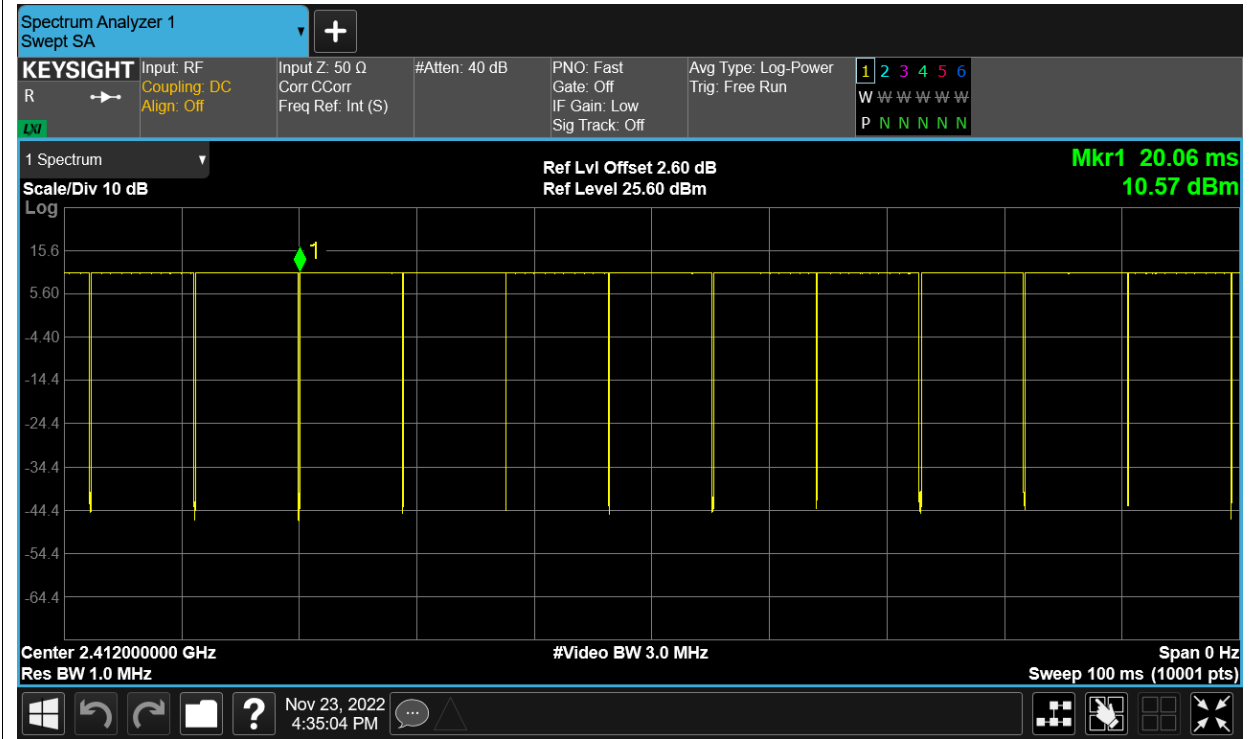 Spectrum Analyzer 1
Swept SA
+
KEYSIGHT Input: RF Input Z: 50 Ω #Atten: 40 dB PNO: Fast Avg Type: Log-Power 1 2 3 4 5 6
R Coupling: DC Corr CCorr Gate: Off Trig: Free Run W W W W W W
Align: Off Freq Ref: Int (S) IF Gain: Low
LXI Sig Track: Off P N N N N N
1 Spectrum Ref Lvl Offset 2.60 dB Mkr1 20.06 ms
Scale/Div 10 dB Ref Level 25.60 dBm 10.57 dBm
Log
1
15.6
5.60
-4.40
-14.4
-24.4
-34.4
-44.4
-54.4
-64.4
Center 2.412000000 GHz #Video BW 3.0 MHz Span 0 Hz
Res BW 1.0 MHz Sweep 100 ms (10001 pts)
? Nov 23, 2022
4:35:04 PM